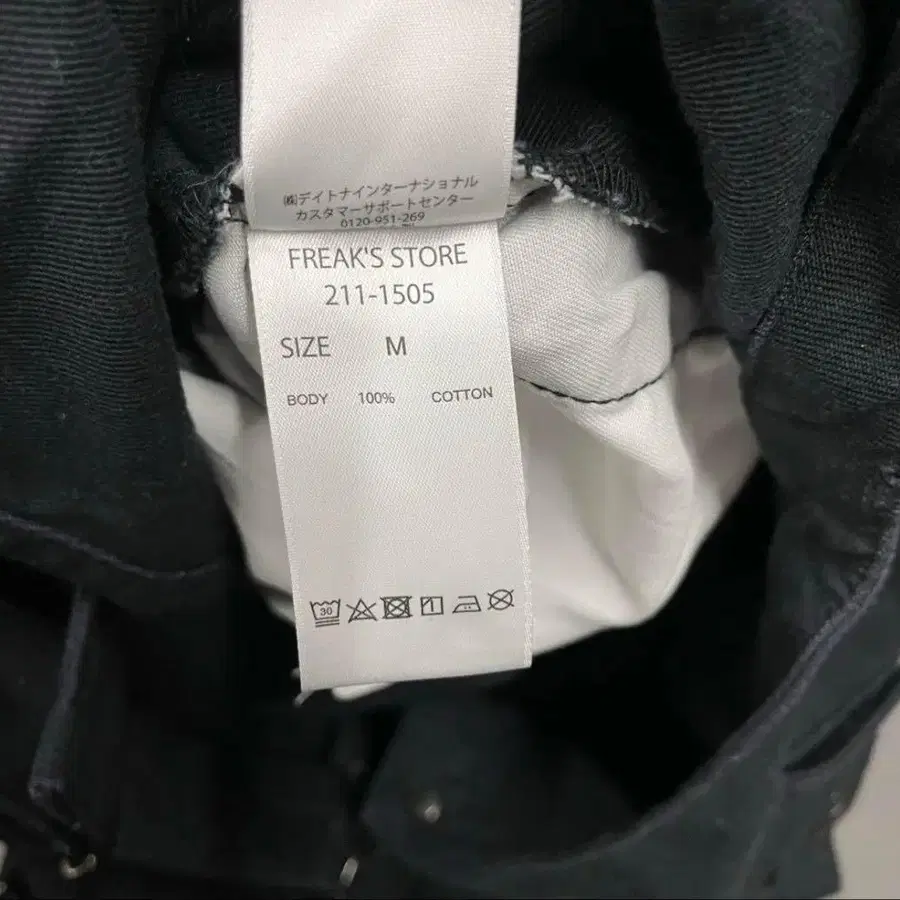 ㈱デイトナインターナショナル
カスタマーサポートセンター
0120-951-269
FREAK'S STORE
211-1505
SIZE M
BODY 100% COTTON
30
1